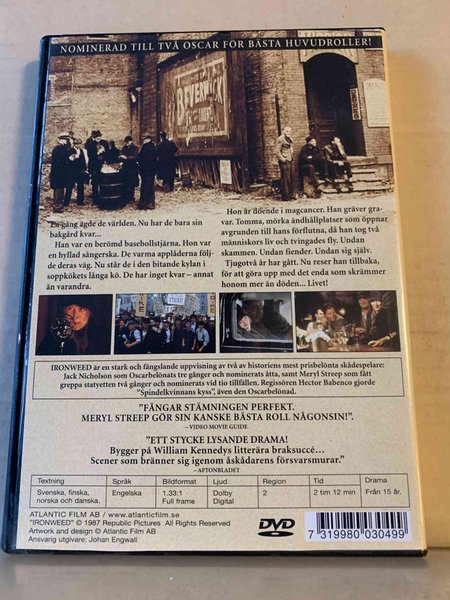 NOMINERAD TILL TVÅ OSCAR FÖR BÄSTA HUVUDROLLER!
BEVERWYCK
BEER
En gång ägde de världen. Nu har de bara sin
bakgård kvar...
Han var en berömd basebollstjärna. Hon var
en hyllad sångerska. De varma applåderna föl-
je deras väg. Nu står de i den bitande kylan i
soppkökets långa kö. De har inget kvar – annat
än varandra.
Hon är döende i magcancer. Han gräver gra-
var. Tomma, mörka ändhållplatser som öppnar
avgrunden till hans förflutna, då han tog två
människors liv och tvingades fly. Undan
skammen. Undan fiender. Undan sig själv.
Tjugotvå år har gått. Nu reser han tillbaka,
för att göra upp med det enda som skrämmer
honom mer än döden... Livet!
IRONWEED är en stark och fängslande uppvisning av två av historiens mest prisbelönta skådespelare:
Jack Nicholson som Oscarbelönats tre gånger och nominerats åtta, samt Meryl Streep som fått
greppa statyetten två gånger och nominerats vid tio tillfällen. Regissören Hector Babenco gjorde
"Spindelkvinnans kyss", även den Oscarbelönad.
"FÅNGAR STÄMNINGEN PERFEKT.
MERYL STREEP GÖR SIN KANSKE BÄSTA ROLL NÅGONSIN!".
– VIDEO MOVIE GUIDE
"ETT STYCKE LYSANDE DRAMA!
Bygger på William Kennedys litterära braksuccé...
Scener som bränner sig igenom åskådarens försvarsmurar."
– AFTONBLADET
Textning Språk Bildformat Ljud Region Tid Drama
Svenska, finska, norska och danska Engelska 1.33:1 Full frame Dolby Digital 2 2 tim 12 min Från 15 år.
ATLANTIC FILM AB / www.atlanticfilm.se
"IRONWEED" © 1987 Republic Pictures All Rights Reserved
Artwork and design © Atlantic Film AB
Ansvarig utgivare: Johan Engwall
DVD
VIDEO
7 319980 030499